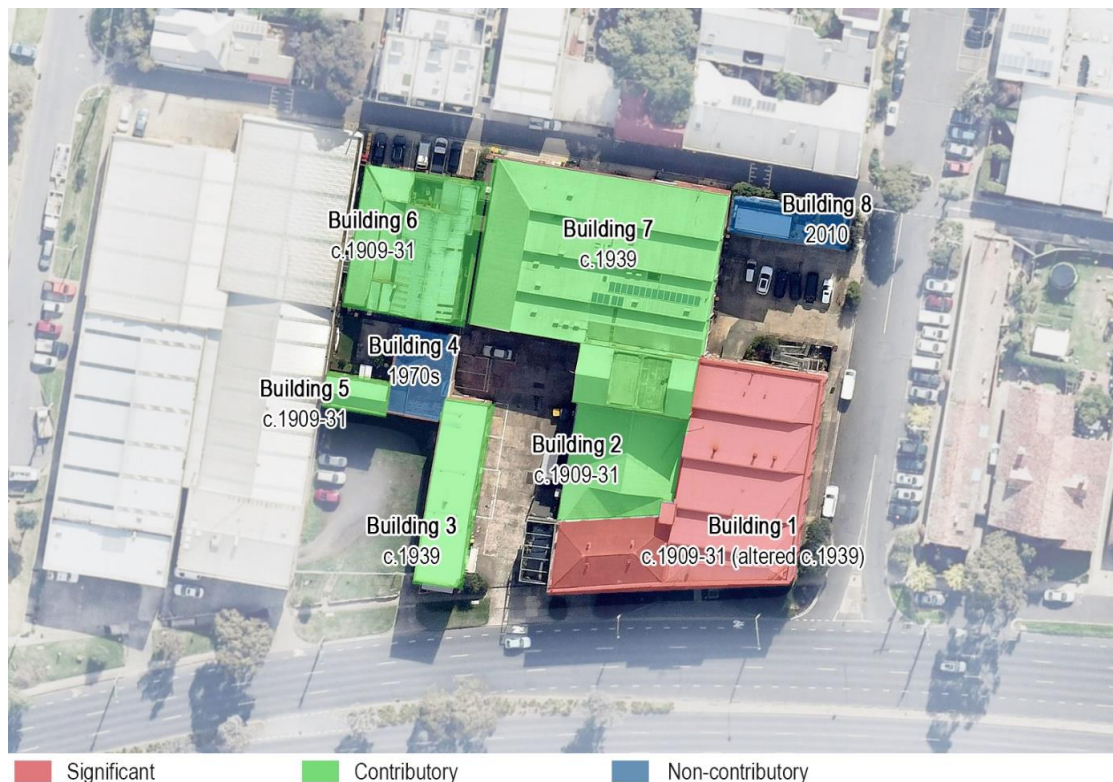 Building 8
2010
Building 6
c.1909-31
Building 7
c.1939
Building 4
1970s
Building 5
c.1909-31
Building 2
c.1909-31
Building 3
c.1939
Building 1
c.1909-31 (altered c.1939)
Significant
Contributory
Non-contributory